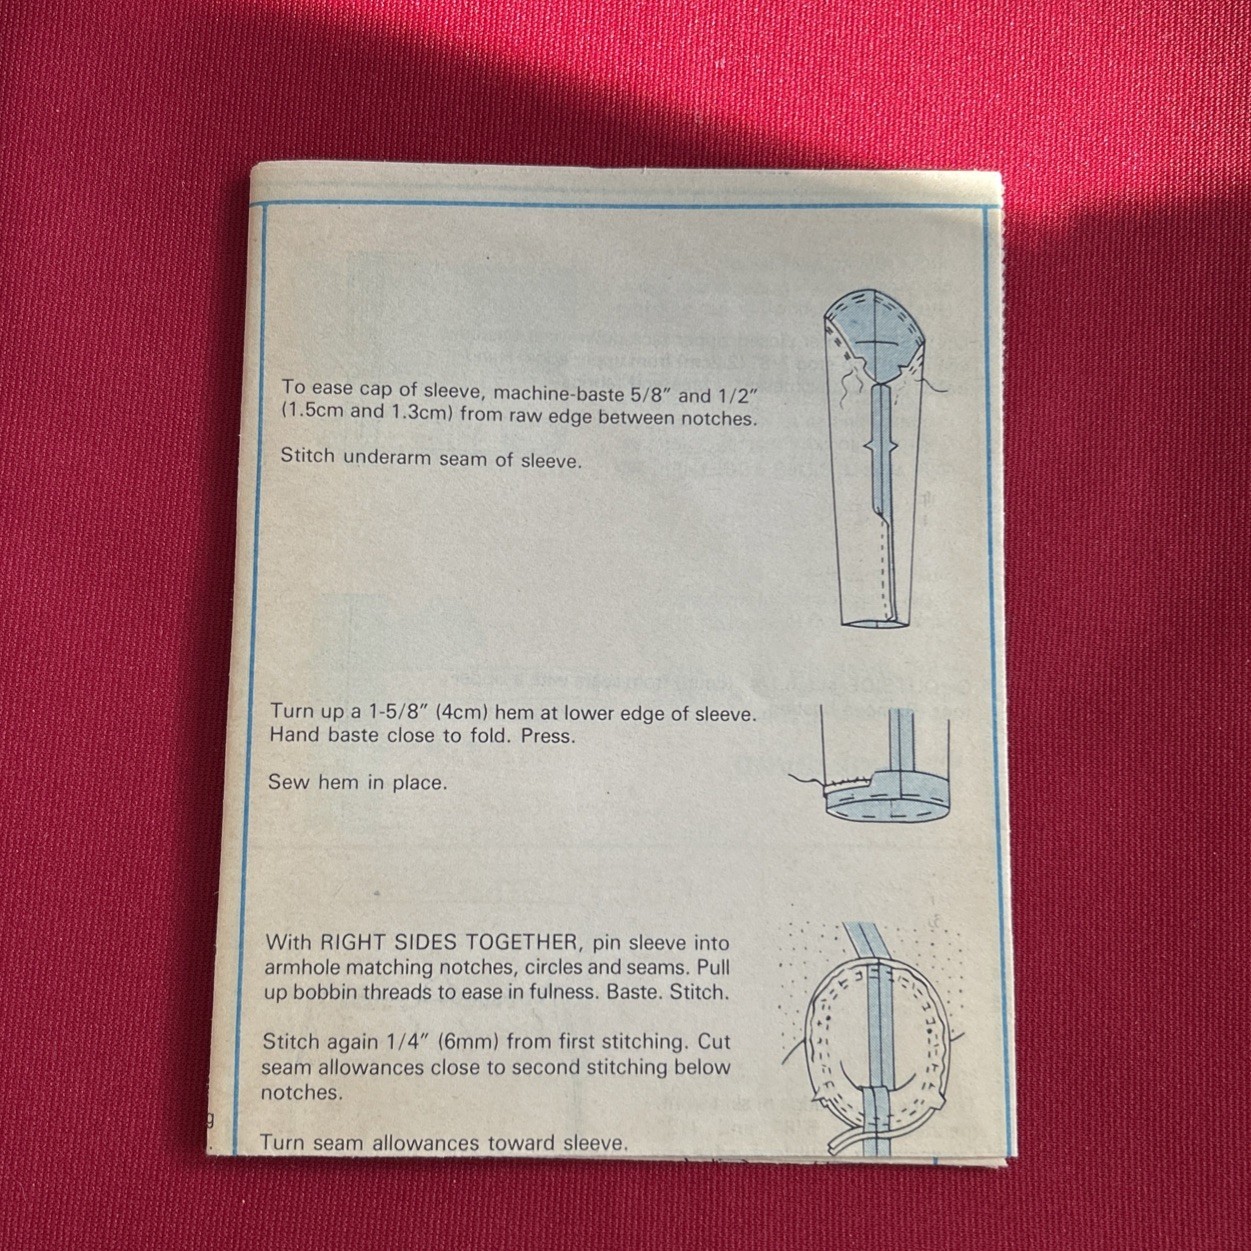 To ease cap of sleeve, machine-baste 5/8″ and 1/2″
(1.5cm and 1.3cm) from raw edge between notches.
Stitch underarm seam of sleeve.
Turn up a 1-5/8″ (4cm) hem at lower edge of sleeve.
Hand baste close to fold. Press.
Sew hem in place.
With RIGHT SIDES TOGETHER, pin sleeve into
armhole matching notches, circles and seams. Pull
up bobbin threads to ease in fulness. Baste. Stitch.
Stitch again 1/4″ (6mm) from first stitching. Cut
seam allowances close to second stitching below
notches.
g
Turn seam allowances toward sleeve.